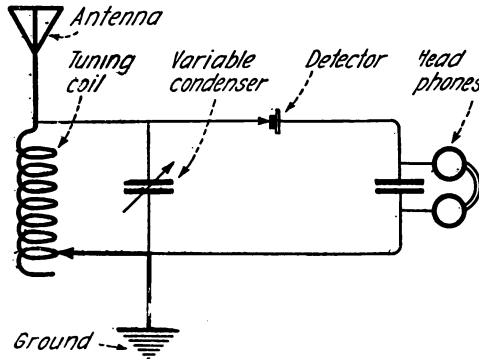 Antenna
Tuning
coil
Variable
condenser
Detector
Head
phones
Ground